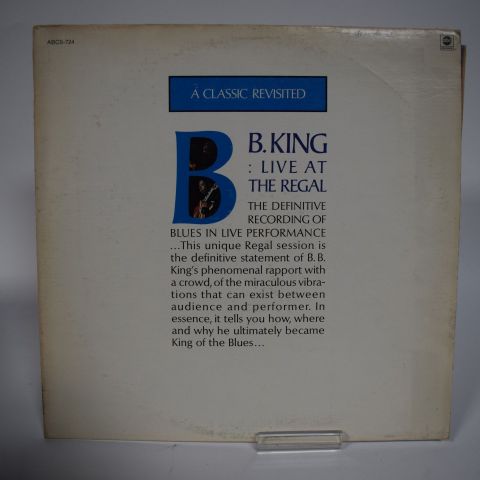 ABCS-724
A CLASSIC REVISITED
B B. KING
: LIVE AT
THE REGAL
THE DEFINITIVE
RECORDING OF
BLUES IN LIVE PERFORMANCE
...This unique Regal session is
the definitive statement of B. B.
King's phenomenal rapport with
a crowd, of the miraculous vibra-
tions that can exist between
audience and performer. In
essence, it tells you how, where
and why he ultimately became
King of the Blues...